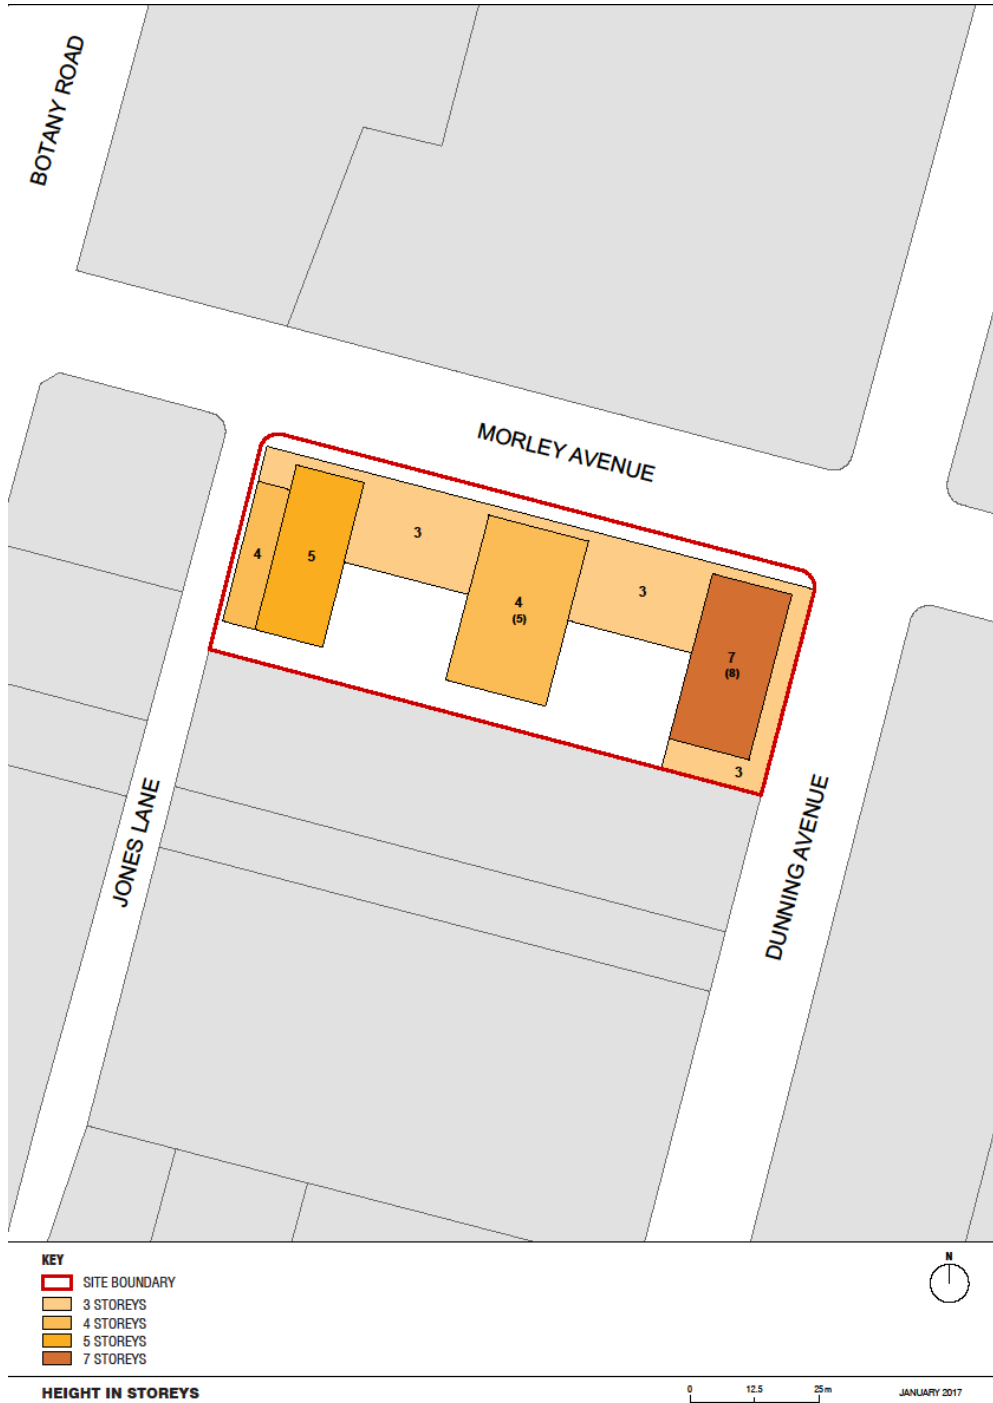 BOTANY ROAD
MORLEY AVENUE
3
4
5
3
4
(5)
7
(8)
3
JONES LANE
DUNNING AVENUE
KEY
SITE BOUNDARY
3 STOREYS
4 STOREYS
5 STOREYS
7 STOREYS
N
HEIGHT IN STOREYS
0 12.5 25m
JANUARY 2017